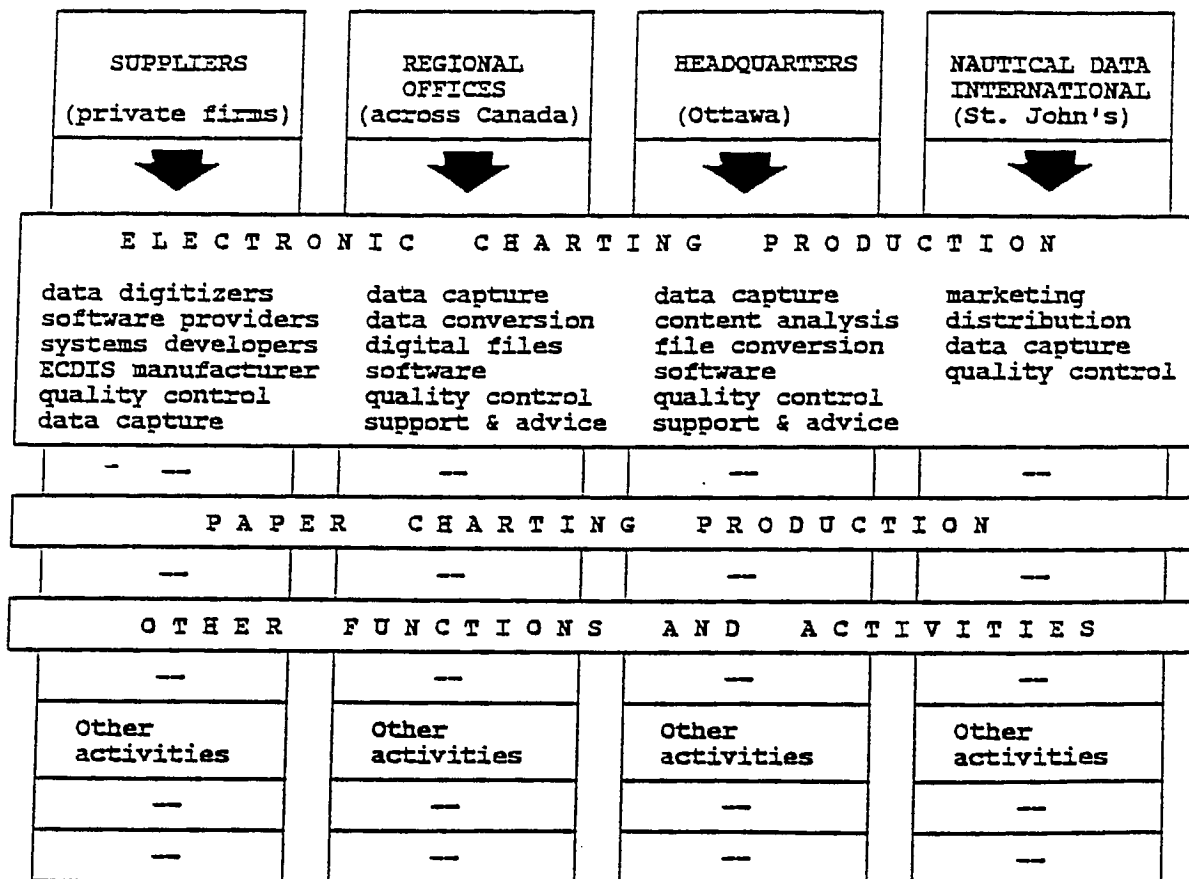 SUPPLIERS
(private firms)
REGIONAL
OFFICES
(across Canada)
HEADQUARTERS
(Ottawa)
NAUTICAL DATA
INTERNATIONAL
(St. John's)
ELECTRONIC CHARTING PRODUCTION
data digitizers
software providers
systems developers
ECDIS manufacturer
quality control
data capture
data capture
data conversion
digital files
software
quality control
support & advice
data capture
content analysis
file conversion
software
quality control
support & advice
marketing
distribution
data capture
quality control
- -- -- -- --
PAPER CHARTING PRODUCTION
-- -- -- --
OTHER FUNCTIONS AND ACTIVITIES
-- -- -- --
Other
activities
Other
activities
Other
activities
Other
activities
-- -- -- --
-- -- -- --